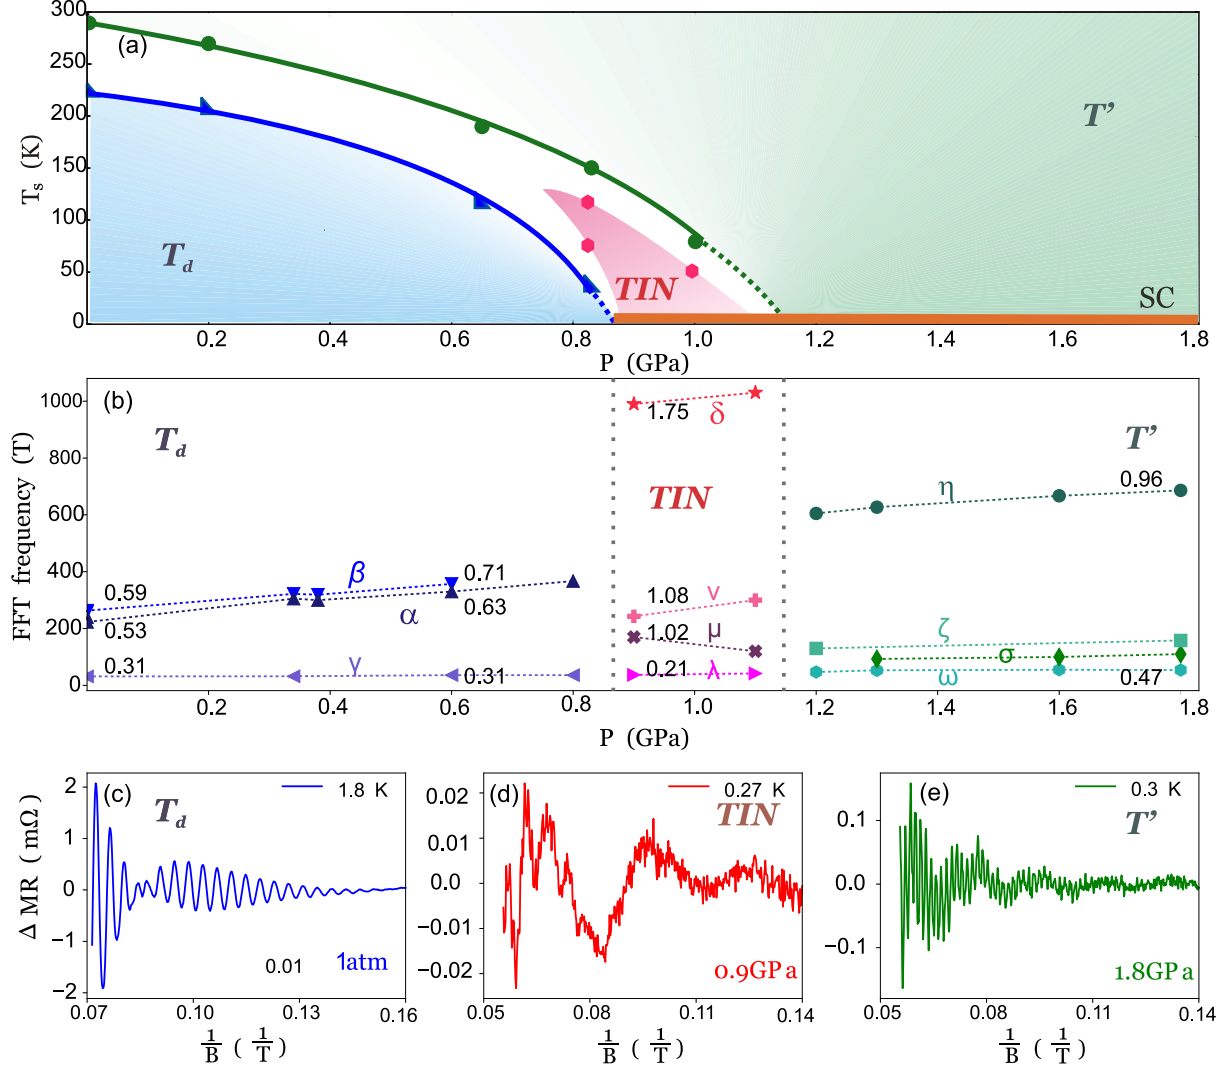 300
250
200
150
100
50
0
T_s (K)
(a)
T_d
TIN
T’
SC
0.2 0.4 0.6 0.8 1.0 1.2 1.4 1.6 1.8
P (GPa)
1000
800
600
400
200
0
FFT frequency (T)
(b)
T_d
TIN
T’
1.75 δ
η 0.96
0.59 β 0.71
0.53 α 0.63
0.31 γ 0.31
1.08 ν
1.02 μ
0.21 λ
ζ
σ
ω 0.47
0.2 0.4 0.6 0.8 1.0 1.2 1.4 1.6 1.8
P (GPa)
Δ MR ( mΩ )
2
1
0
−1
−2
(c)
1.8 K
T_d
0.01
1atm
0.07 0.10 0.13 0.16
1/B ( 1/T )
0.02
0.01
0.00
−0.01
−0.02
(d)
0.27 K
TIN
0.9GPa
0.05 0.08 0.11 0.14
1/B ( 1/T )
0.1
0.0
−0.1
(e)
0.3 K
T’
1.8GPa
0.05 0.08 0.11 0.14
1/B ( 1/T )